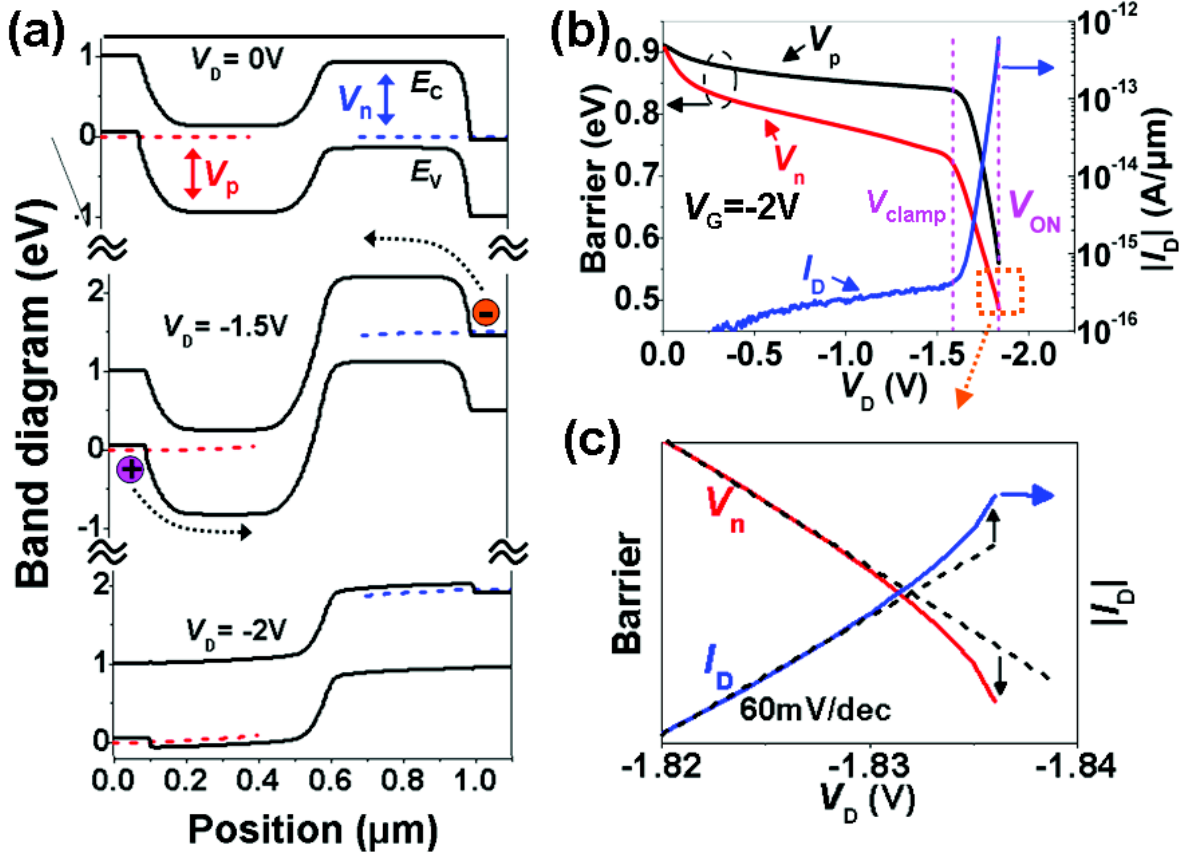 (a)
Band diagram (eV)
1
0
1
V_D = 0V
V_n
E_C
V_p
E_V
2
1
0
-1
V_D = -1.5V
-
+
2
1
0
V_D = -2V
0.0 0.2 0.4 0.6 0.8 1.0
Position (μm)
(b)
Barrier (eV)
0.9
0.8
0.7
0.6
0.5
V_p
V_n
V_G=-2V
V_clamp
V_ON
I_D
10^-12
10^-13
10^-14
10^-15
10^-16
|I_D| (A/μm)
0.0 -0.5 -1.0 -1.5 -2.0
V_D (V)
(c)
Barrier
V_n
I_D
60mV/dec
|I_D|
-1.82 -1.83 -1.84
V_D (V)